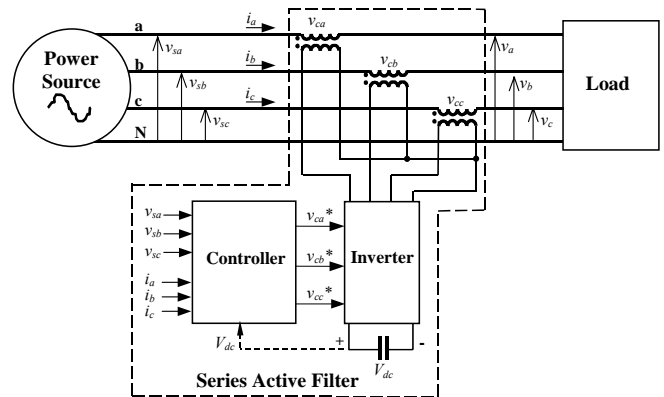 a
i_a
v_ca
Power
Source
v_sa
v_a
b
i_b
v_cb
v_sb
v_b
Load
c
i_c
v_cc
v_sc
v_c
N
v_sa
v_sb
v_sc
i_a
i_b
i_c
Controller
v_ca*
v_cb*
v_cc*
Inverter
V_dc
+
-
V_dc
Series Active Filter